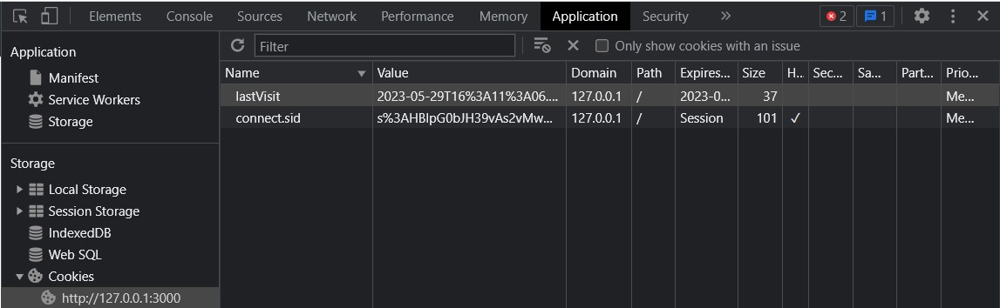 Elements Console Sources Network Performance Memory Application Security » 2 1
Application
Manifest
Service Workers
Storage
Storage
Local Storage
Session Storage
IndexedDB
Web SQL
Cookies
http://127.0.0.1:3000
Filter Only show cookies with an issue
Name Value Domain Path Expires... Size H.. Sec... Sa... Part... Prio...
lastVisit 2023-05-29T16%3A11%3A06.... 127.0.0.1 / 2023-0... 37 Me...
connect.sid s%3AHBlpG0bJH39vAs2vMw... 127.0.0.1 / Session 101 ✓ Me...